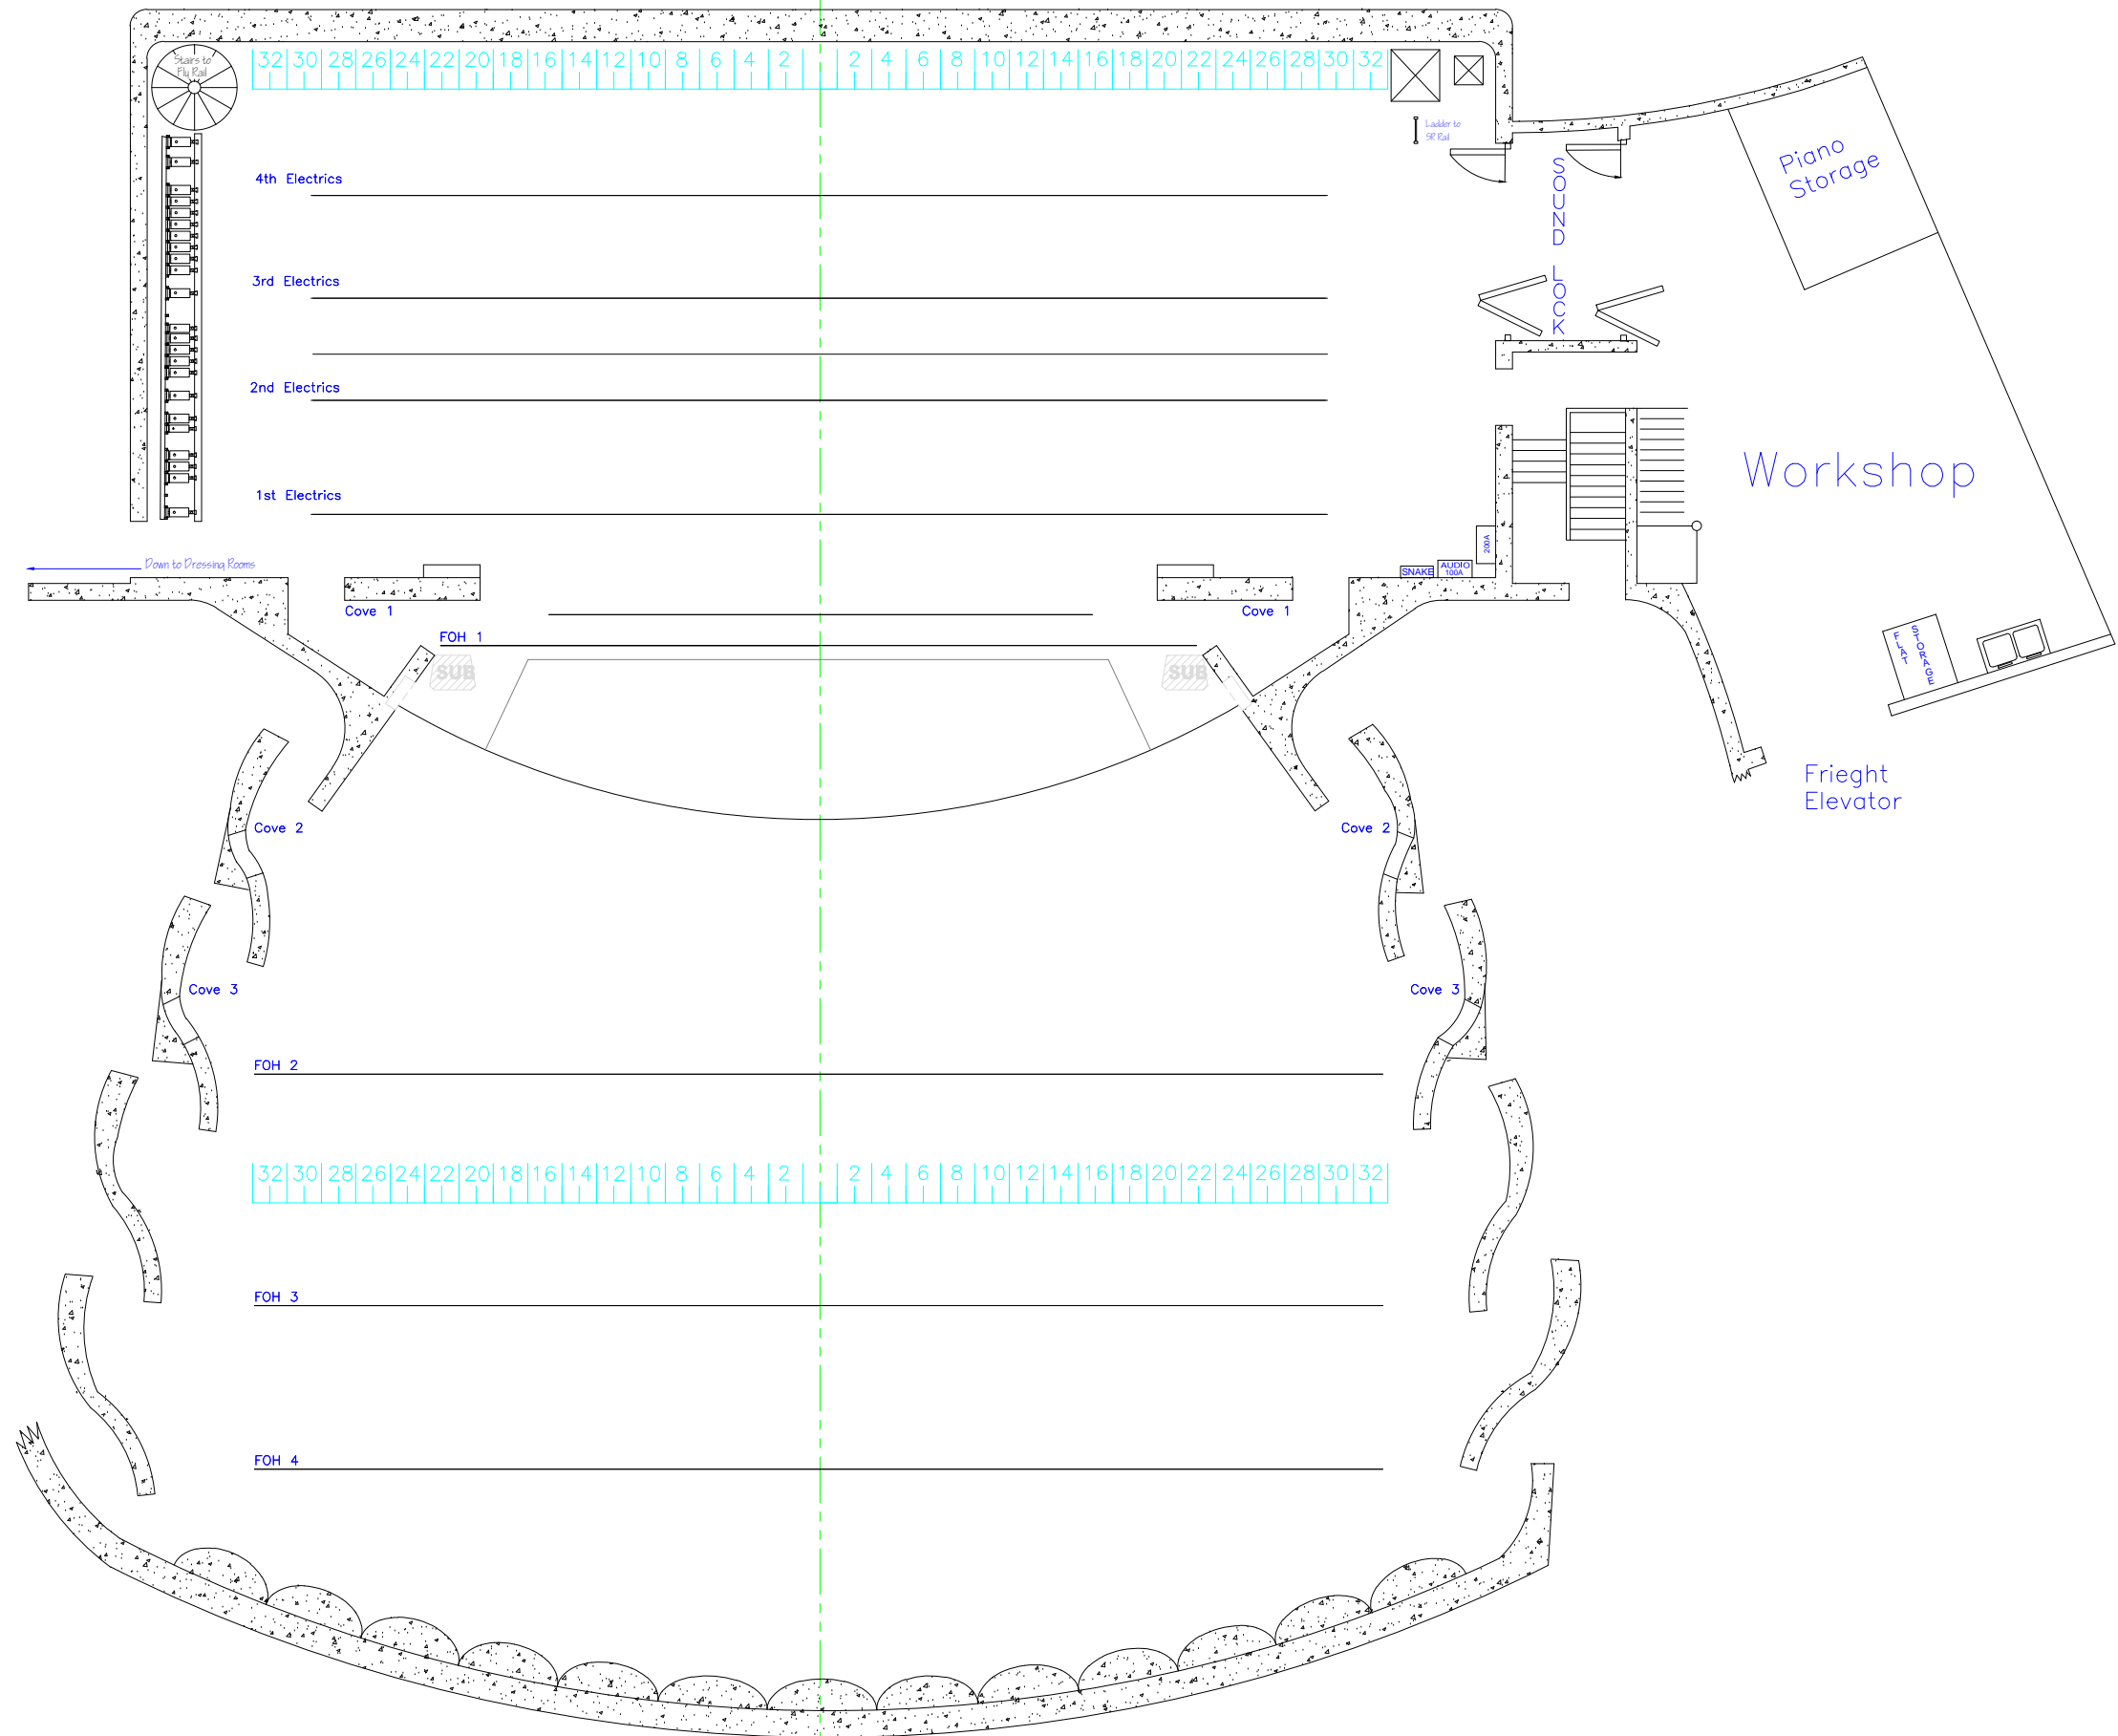 Stairs to
Fly Rail
32 30 28 26 24 22 20 18 16 14 12 10 8 6 4 2 2 4 6 8 10 12 14 16 18 20 22 24 26 28 30 32
Ladder to
SR Rail
Piano
Storage
SOUND LOCK
4th Electrics
3rd Electrics
2nd Electrics
1st Electrics
Workshop
200A
Down to Dressing Rooms
SNAKE
AUDIO
100A
Cove 1
Cove 1
FOH 1
SUB
SUB
FLAT
STORAGE
Frieght
Elevator
Cove 2
Cove 2
Cove 3
Cove 3
FOH 2
32 30 28 26 24 22 20 18 16 14 12 10 8 6 4 2 2 4 6 8 10 12 14 16 18 20 22 24 26 28 30 32
FOH 3
FOH 4